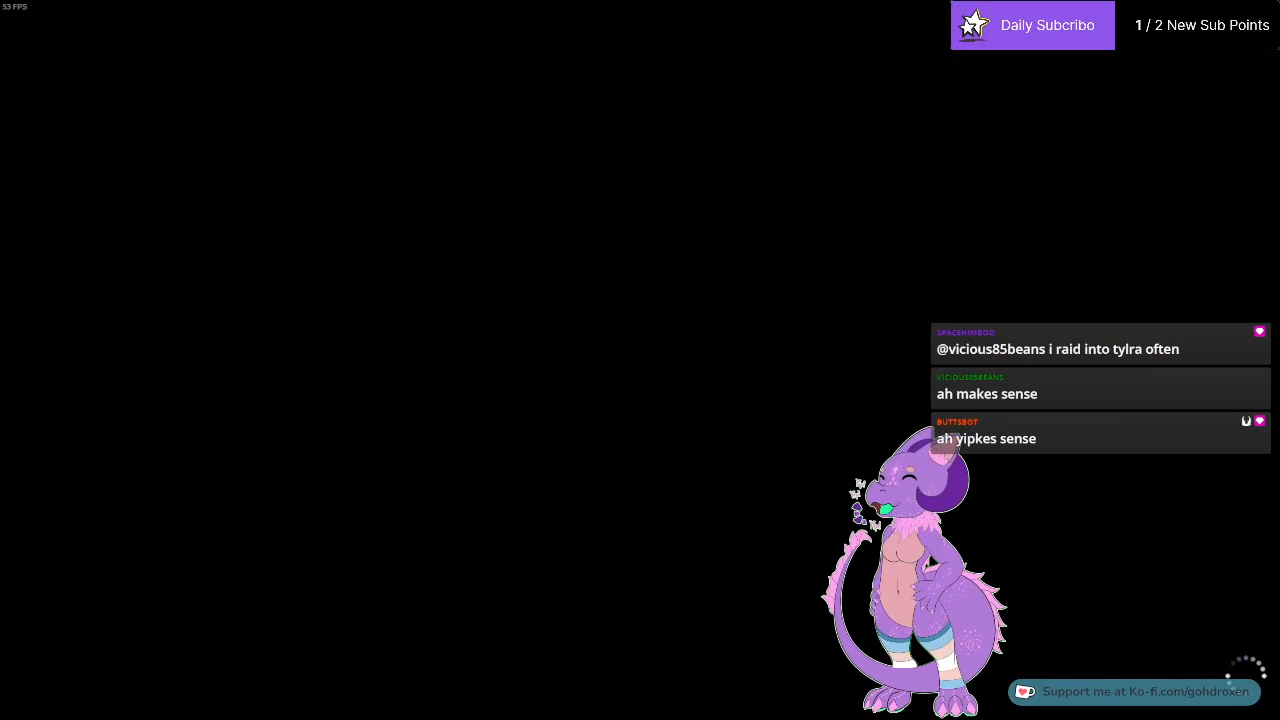 53 FPS
Daily Subcribo
1 / 2 New Sub Points
SPACEHIMBOO
@vicious85beans i raid into tylra often
VICIOUS85BEANS
ah makes sense
BUTTSBOT
ah yipkes sense
Support me at Ko-fi.com/gohdroxen